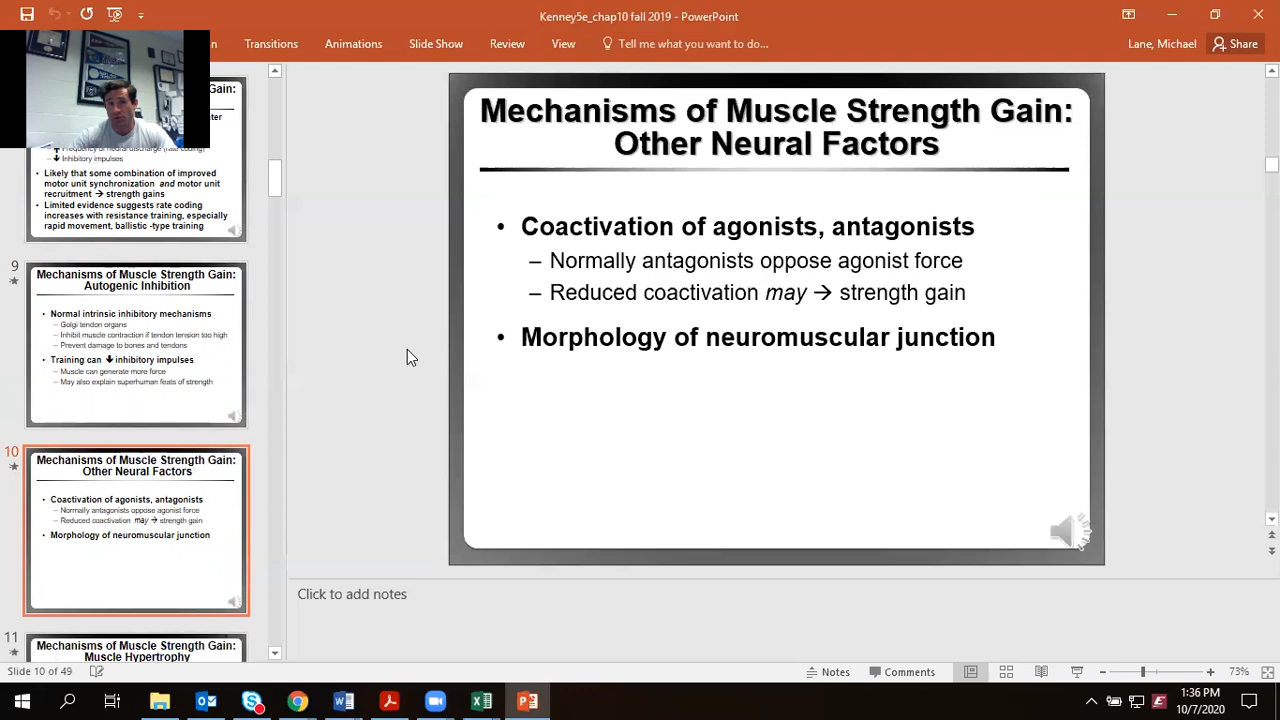 Kenney5e_chap10 fall 2019 - PowerPoint
Transitions Animations Slide Show Review View Tell me what you want to do...
Lane, Michael Share
Inhibitory impulses
Likely that some combination of improved
motor unit synchronization and motor unit
recruitment → strength gains
Limited evidence suggests rate coding
increases with resistance training, especially
rapid movement, ballistic -type training
9
Mechanisms of Muscle Strength Gain:
Autogenic Inhibition
• Normal intrinsic inhibitory mechanisms
– Golgi tendon organs
– Inhibit muscle contraction if tendon tension too high
– Prevent damage to bones and tendons
• Training can ↓ inhibitory impulses
– Muscle can generate more force
– May also explain superhuman feats of strength
10
Mechanisms of Muscle Strength Gain:
Other Neural Factors
• Coactivation of agonists, antagonists
– Normally antagonists oppose agonist force
– Reduced coactivation may → strength gain
• Morphology of neuromuscular junction
11
Mechanisms of Muscle Strength Gain:
Muscle Hypertrophy
Mechanisms of Muscle Strength Gain:
Other Neural Factors
• Coactivation of agonists, antagonists
– Normally antagonists oppose agonist force
– Reduced coactivation may → strength gain
• Morphology of neuromuscular junction
Click to add notes
Slide 10 of 49
Notes Comments 73%
1:36 PM
10/7/2020